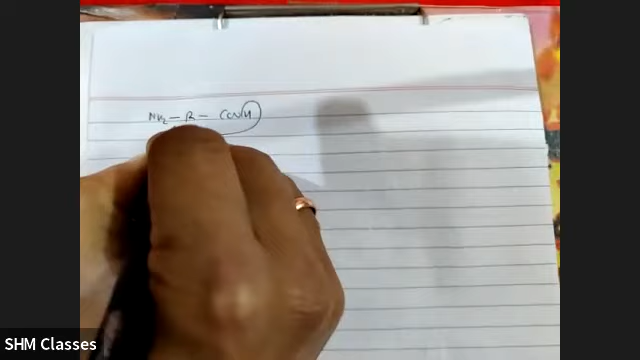 NH₂ — R — COOH
SHM Classes